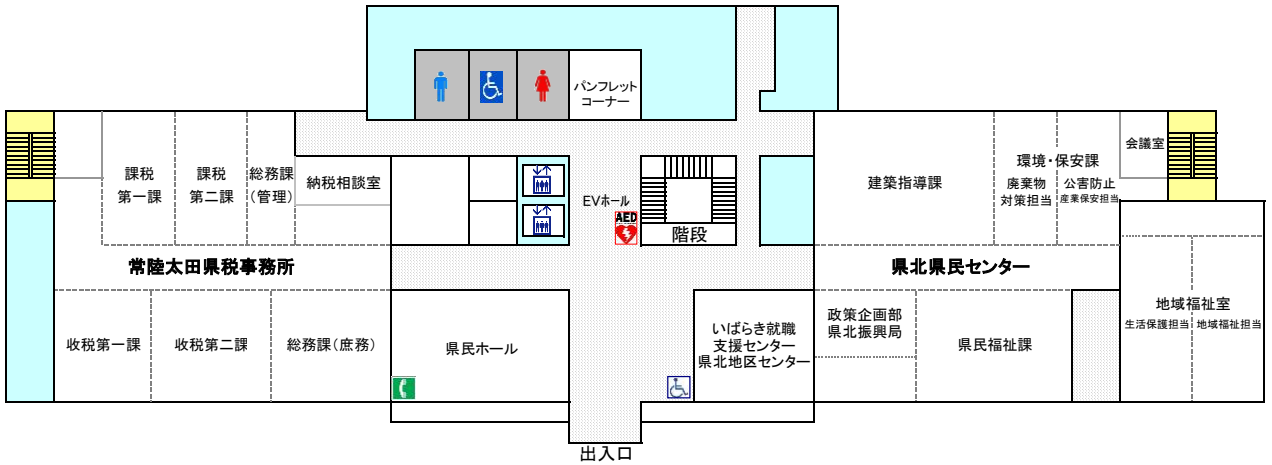 パンフレット
コーナー
課税
第一課
課税
第二課
総務課
(管理)
納税相談室
EVホール
AED
階段
建築指導課
環境・保安課
廃棄物
対策担当
公害防止
産業保安担当
会議室
常陸太田県税事務所
県北県民センター
収税第一課
収税第二課
総務課(庶務)
県民ホール
いばらき就職
支援センター
県北地区センター
政策企画部
県北振興局
県民福祉課
地域福祉室
生活保護担当
地域福祉担当
出入口